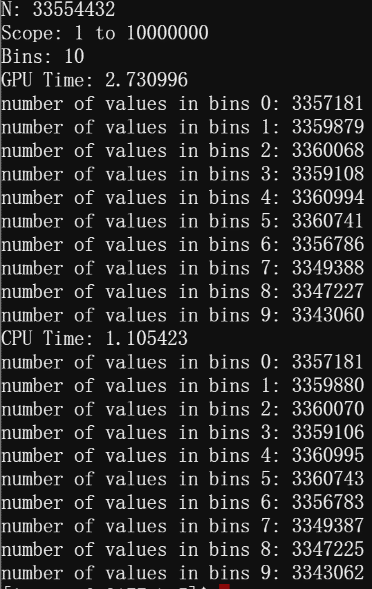 N: 33554432
Scope: 1 to 10000000
Bins: 10
GPU Time: 2.730996
number of values in bins 0: 3357181
number of values in bins 1: 3359879
number of values in bins 2: 3360068
number of values in bins 3: 3359108
number of values in bins 4: 3360994
number of values in bins 5: 3360741
number of values in bins 6: 3356786
number of values in bins 7: 3349388
number of values in bins 8: 3347227
number of values in bins 9: 3343060
CPU Time: 1.105423
number of values in bins 0: 3357181
number of values in bins 1: 3359880
number of values in bins 2: 3360070
number of values in bins 3: 3359106
number of values in bins 4: 3360995
number of values in bins 5: 3360743
number of values in bins 6: 3356783
number of values in bins 7: 3349387
number of values in bins 8: 3347225
number of values in bins 9: 3343062